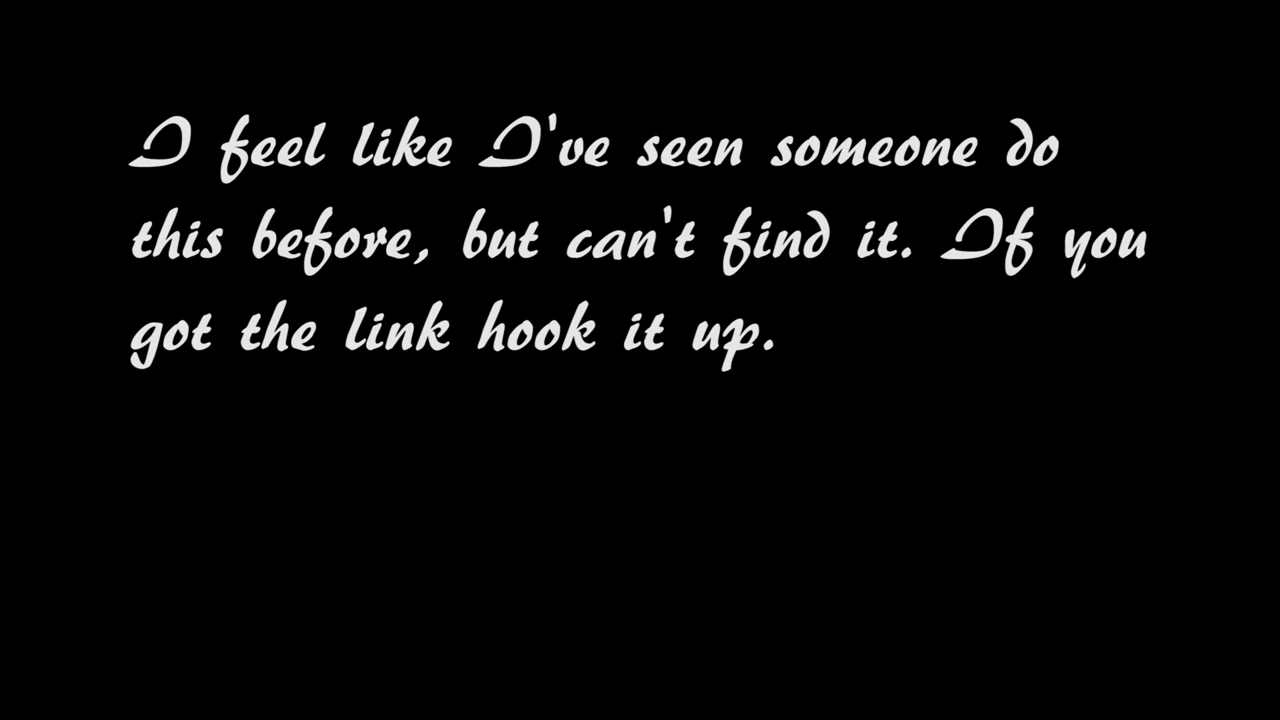 I feel like I've seen someone do
this before, but can't find it. If you
got the link hook it up.